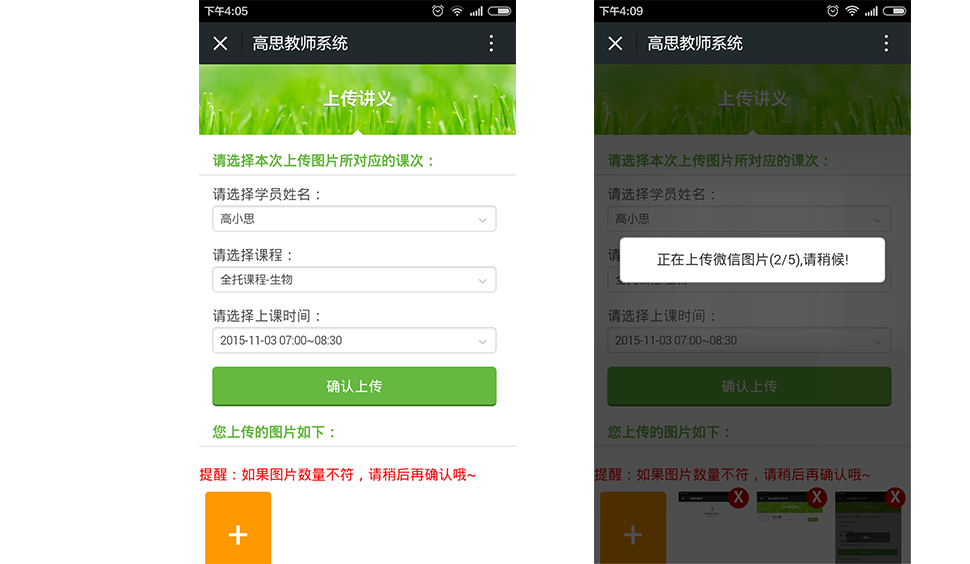 下午4:05
高思教师系统
上传讲义
请选择本次上传图片所对应的课次：
请选择学员姓名：
高小思
请选择课程：
全托课程-生物
请选择上课时间：
2015-11-03 07:00~08:30
确认上传
您上传的图片如下：
提醒：如果图片数量不符，请稍后再确认哦~
+
下午4:09
高思教师系统
上传讲义
请选择本次上传图片所对应的课次：
请选择学员姓名：
高小思
正在上传微信图片(2/5),请稍候!
请选择上课时间：
2015-11-03 07:00~08:30
确认上传
您上传的图片如下：
提醒：如果图片数量不符，请稍后再确认哦~
+
X X X